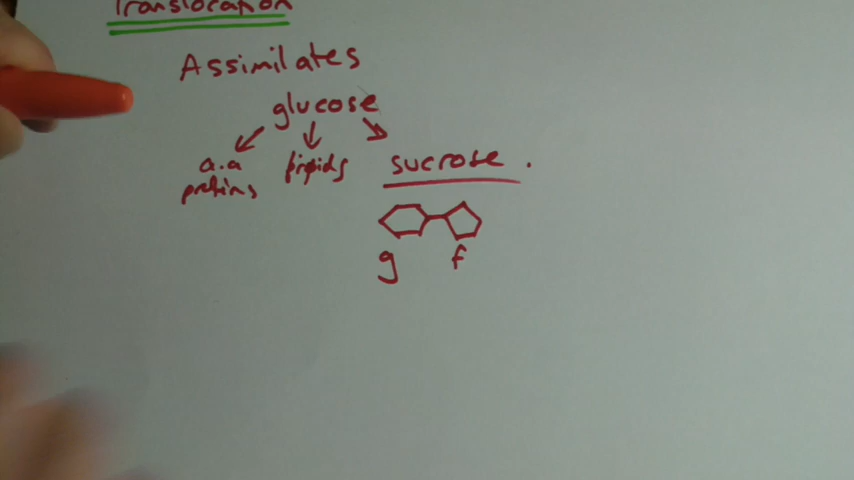 Translocation
Assimilates
glucose
a.a lipids sucrose.
proteins
g f